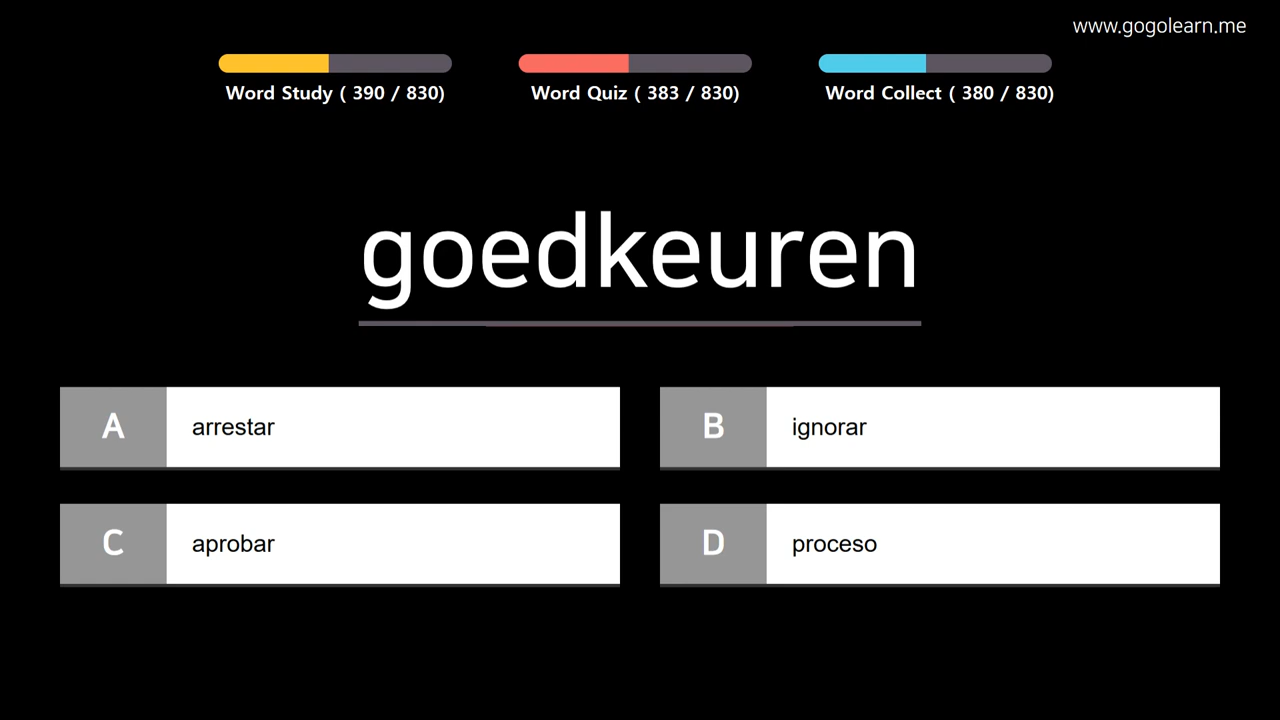 www.gogolearn.me
Word Study ( 390 / 830)
Word Quiz ( 383 / 830)
Word Collect ( 380 / 830)
goedkeuren
A arrestar
B ignorar
C aprobar
D proceso